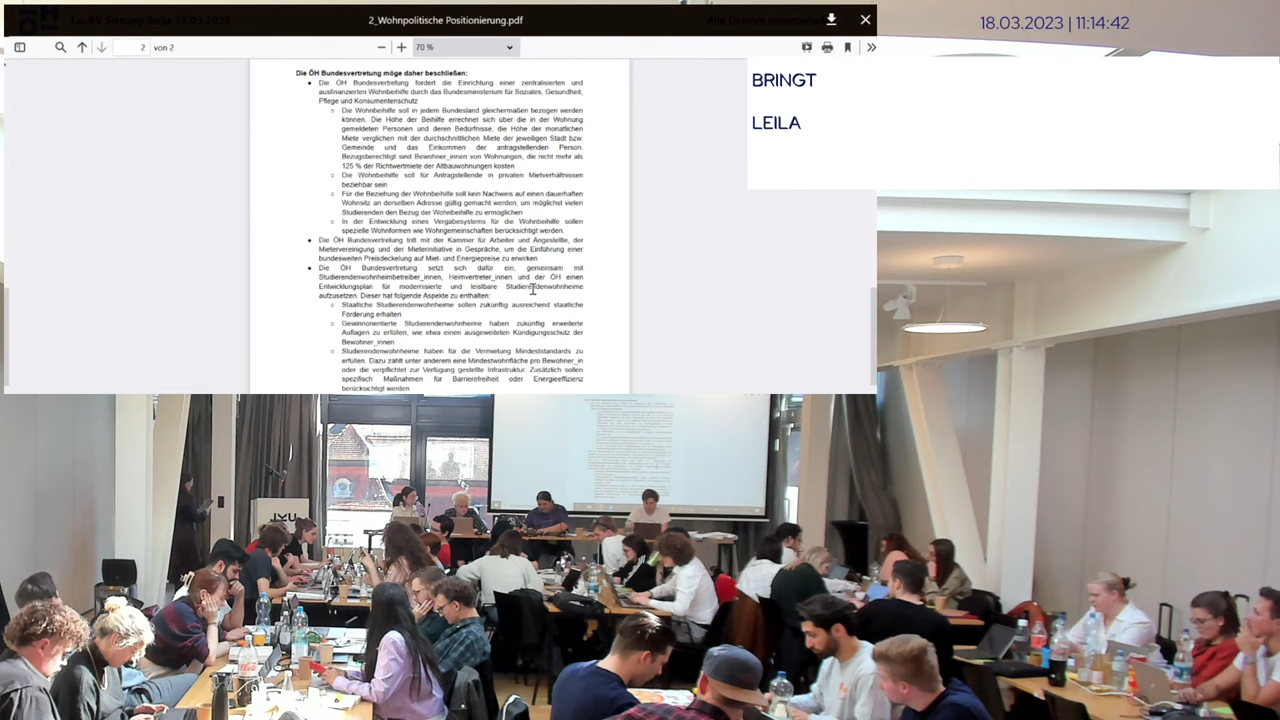 1.o.BV Sitzung SoSe 17.03.2023
2_Wohnpolitische Positionierung.pdf
Alle Dateien
18.03.2023 | 11:14:42
2 von 2
70 %
BRINGT
LEILA
Die ÖH Bundesvertretung möge daher beschließen:
• Die ÖH Bundesvertretung fordert die Einrichtung einer zentralisierten und
ausfinanzierten Wohnbeihilfe durch das Bundesministerium für Soziales, Gesundheit,
Pflege und Konsumentenschutz
○ Die Wohnbeihilfe soll in jedem Bundesland gleichermaßen bezogen werden
können. Die Höhe der Beihilfe errechnet sich über die in der Wohnung
gemeldeten Personen und deren Bedürfnisse, die Höhe der monatlichen
Miete verglichen mit der durchschnittlichen Miete der jeweiligen Stadt bzw.
Gemeinde und das Einkommen der antragstellenden Person.
Bezugsberechtigt sind Bewohner_innen von Wohnungen, die nicht mehr als
125 % der Richtwertmiete der Altbauwohnungen kosten
○ Die Wohnbeihilfe soll für Antragstellende in privaten Mietverhältnissen
beziehbar sein
○ Für die Beziehung der Wohnbeihilfe soll kein Nachweis auf einen dauerhaften
Wohnsitz an derselben Adresse gültig gemacht werden, um möglichst vielen
Studierenden den Bezug der Wohnbeihilfe zu ermöglichen
○ In der Entwicklung eines Vergabesystems für die Wohnbeihilfe sollen
spezielle Wohnformen wie Wohngemeinschaften berücksichtigt werden.
• Die ÖH Bundesvertretung tritt mit der Kammer für Arbeiter und Angestellte, der
Mietervereinigung und der Mieterinitiative in Gespräche, um die Einführung einer
bundesweiten Preisdeckelung auf Miet- und Energiepreise zu erwirken
• Die ÖH Bundesvertretung setzt sich dafür ein, gemeinsam mit
Studierendenwohnheimbetreiber_innen, Heimvertreter_innen und der ÖH einen
Entwicklungsplan für modernisierte und leistbare Studierendenwohnheime
aufzusetzen. Dieser hat folgende Aspekte zu enthalten:
○ Staatliche Studierendenwohnheime sollen zukünftig ausreichend staatliche
Förderung erhalten
○ Gewinnorientierte Studierendenwohnheime haben zukünftig erweiterte
Auflagen zu erfüllen, wie etwa einen ausgeweiteten Kündigungsschutz der
Bewohner_innen
○ Studierendenwohnheime haben für die Vermietung Mindeststandards zu
erfüllen. Dazu zählt unter anderem eine Mindestwohnfläche pro Bewohner_in
oder die verpflichtet zur Verfügung gestellte Infrastruktur. Zusätzlich sollen
spezifisch Maßnahmen für Barrierefreiheit oder Energieeffizienz
berücksichtigt werden
JKU